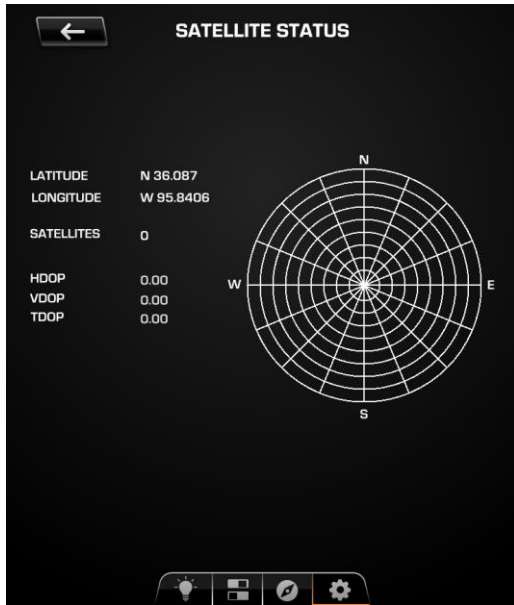 SATELLITE STATUS
LATITUDE N 36.087
LONGITUDE W 95.8406
SATELLITES 0
HDOP 0.00
VDOP 0.00
TDOP 0.00
N
W
E
S